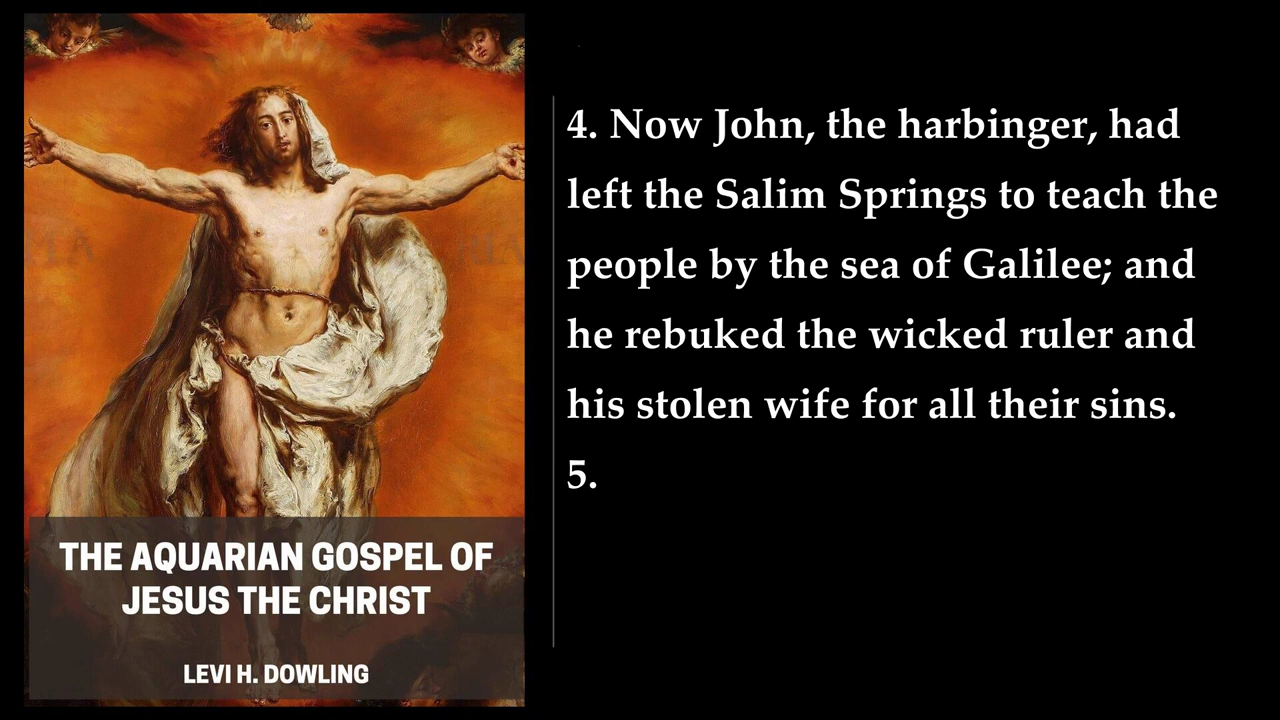 THE AQUARIAN GOSPEL OF
JESUS THE CHRIST
LEVI H. DOWLING
4. Now John, the harbinger, had
left the Salim Springs to teach the
people by the sea of Galilee; and
he rebuked the wicked ruler and
his stolen wife for all their sins.
5.